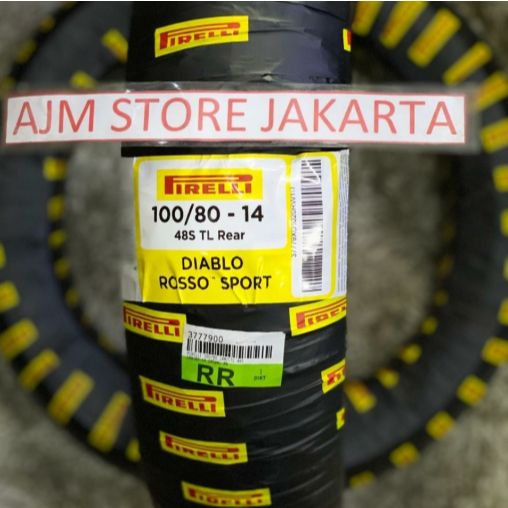 PIRELLI
AJM STORE JAKARTA
PIRELLI
100/80 - 14
48S TL Rear
DIABLO
ROSSO™ SPORT
PIRELLI
PIRELLI
3777900
RR
PIRELLI
PIRELLI
PIRELLI